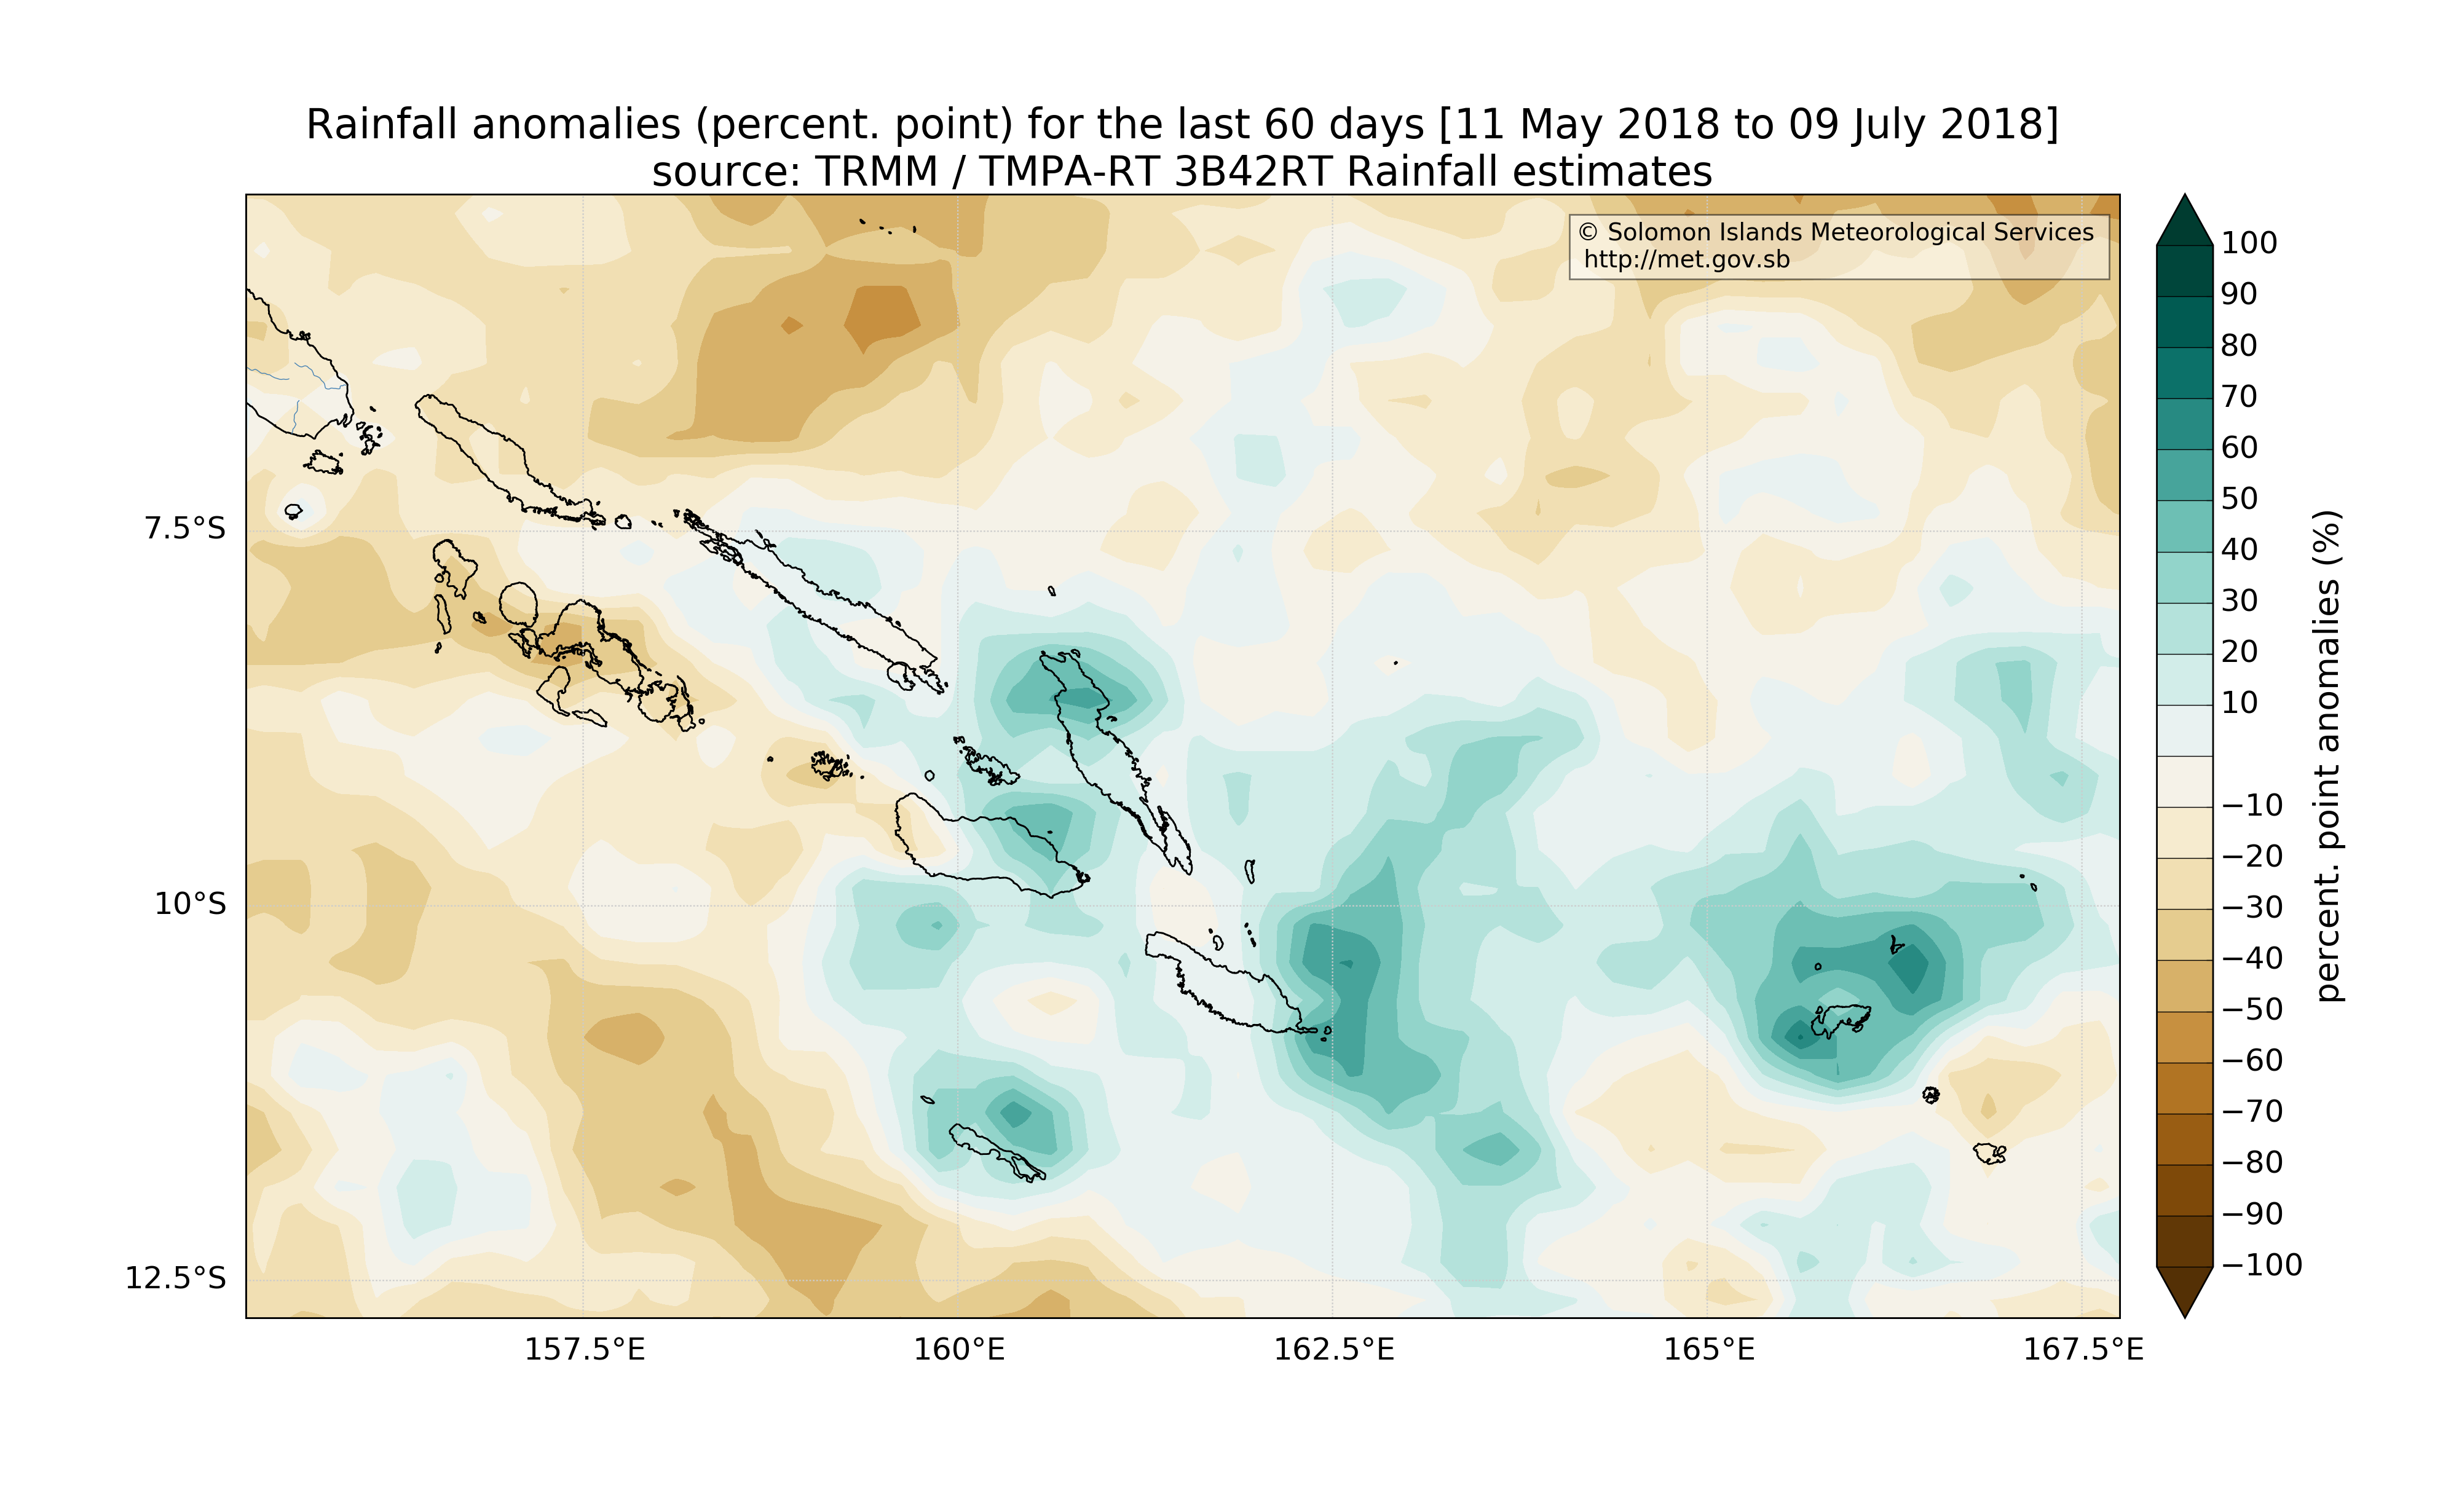 Rainfall anomalies (percent. point) for the last 60 days [11 May 2018 to 09 July 2018]
source: TRMM / TMPA-RT 3B42RT Rainfall estimates
© Solomon Islands Meteorological Services
http://met.gov.sb
7.5°S
10°S
12.5°S
157.5°E
160°E
162.5°E
165°E
167.5°E
100
90
80
70
60
50
40
30
20
10
−10
−20
−30
−40
−50
−60
−70
−80
−90
−100
percent. point anomalies (%)